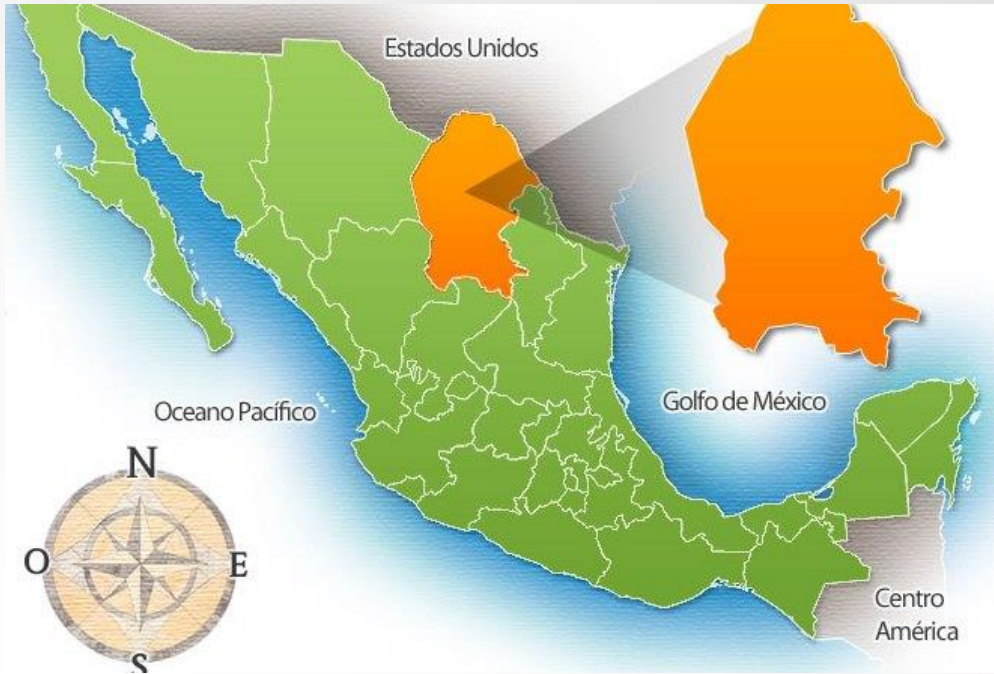 Estados Unidos
Oceano Pacífico
Golfo de México
N
O
E
S
Centro
América